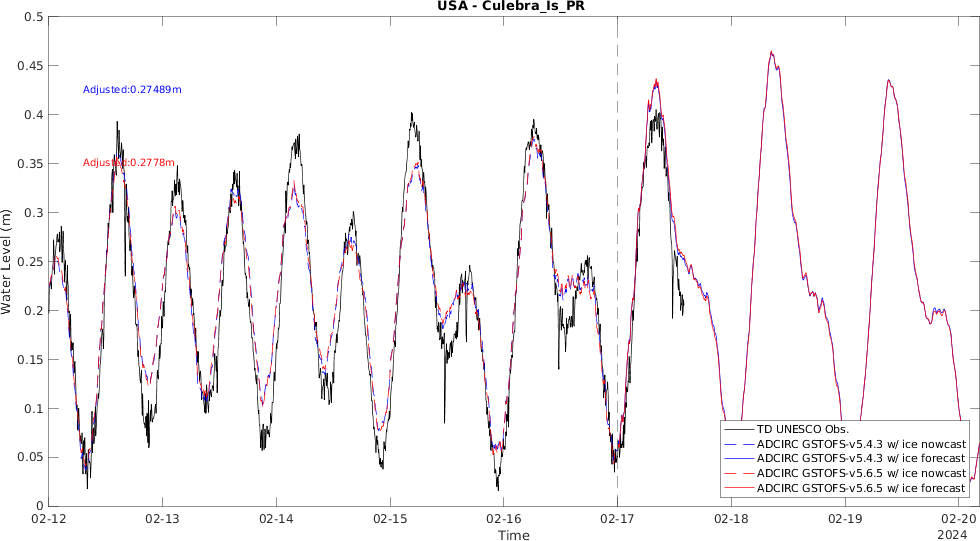 USA - Culebra_Is_PR
0.5
0.45
0.4
0.35
0.3
0.25
0.2
0.15
0.1
0.05
0
Water Level (m)
Adjusted:0.27489m
Adjusted:0.2778m
TD UNESCO Obs.
ADCIRC GSTOFS-v5.4.3 w/ ice nowcast
ADCIRC GSTOFS-v5.4.3 w/ ice forecast
ADCIRC GSTOFS-v5.6.5 w/ ice nowcast
ADCIRC GSTOFS-v5.6.5 w/ ice forecast
02-12 02-13 02-14 02-15 02-16 02-17 02-18 02-19 02-20
Time
2024